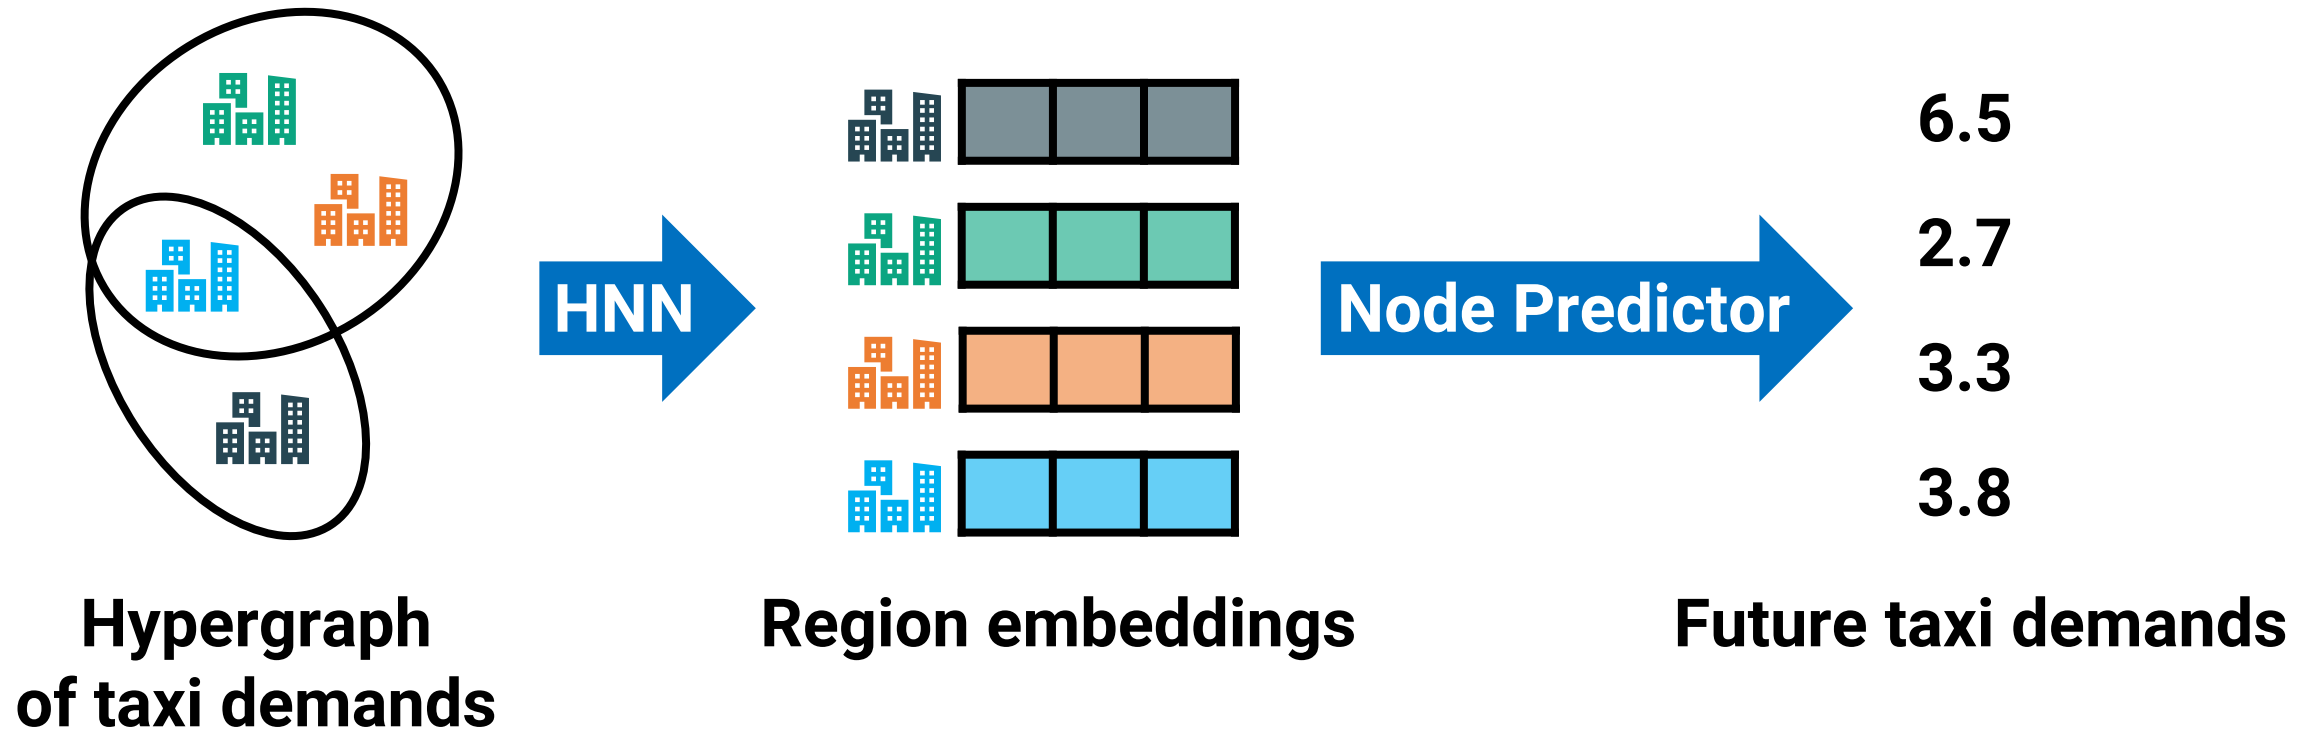 HNN
Node Predictor
6.5
2.7
3.3
3.8
Hypergraph
of taxi demands
Region embeddings
Future taxi demands